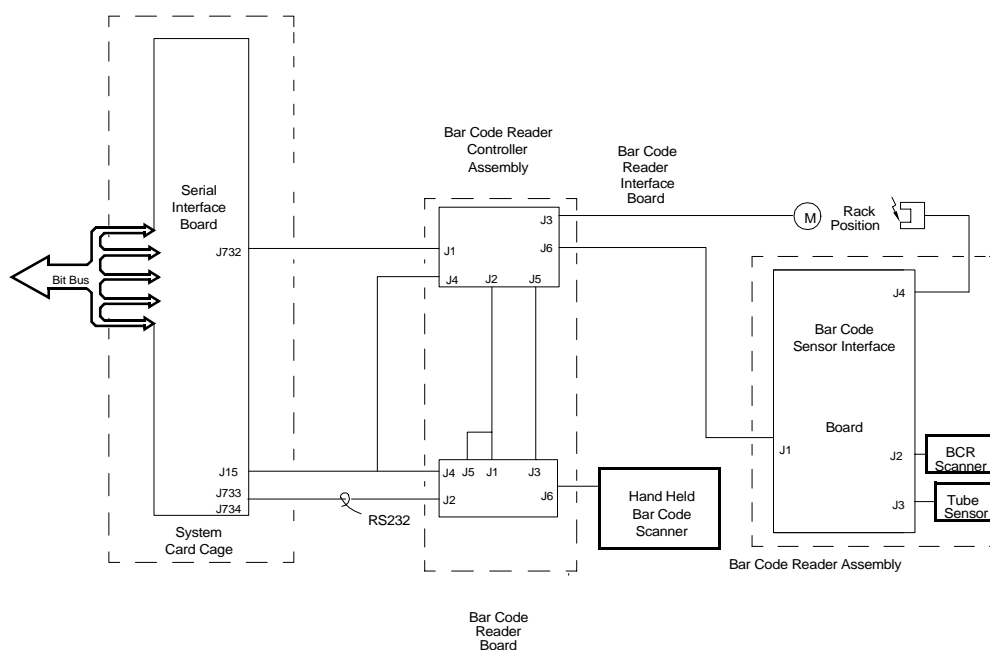 Bar Code Reader
Controller
Assembly
Bar Code
Reader
Interface
Board
Serial
Interface
Board
J732
J1
J4
J2
J5
J3
J6
M
Rack
Position
Bit Bus
J4
Bar Code
Sensor Interface
Board
J1
J2
J3
BCR
Scanner
Tube
Sensor
J15
J733
J734
J4
J5
J1
J3
J2
J6
RS232
Hand Held
Bar Code
Scanner
System
Card Cage
Bar Code Reader Assembly
Bar Code
Reader
Board